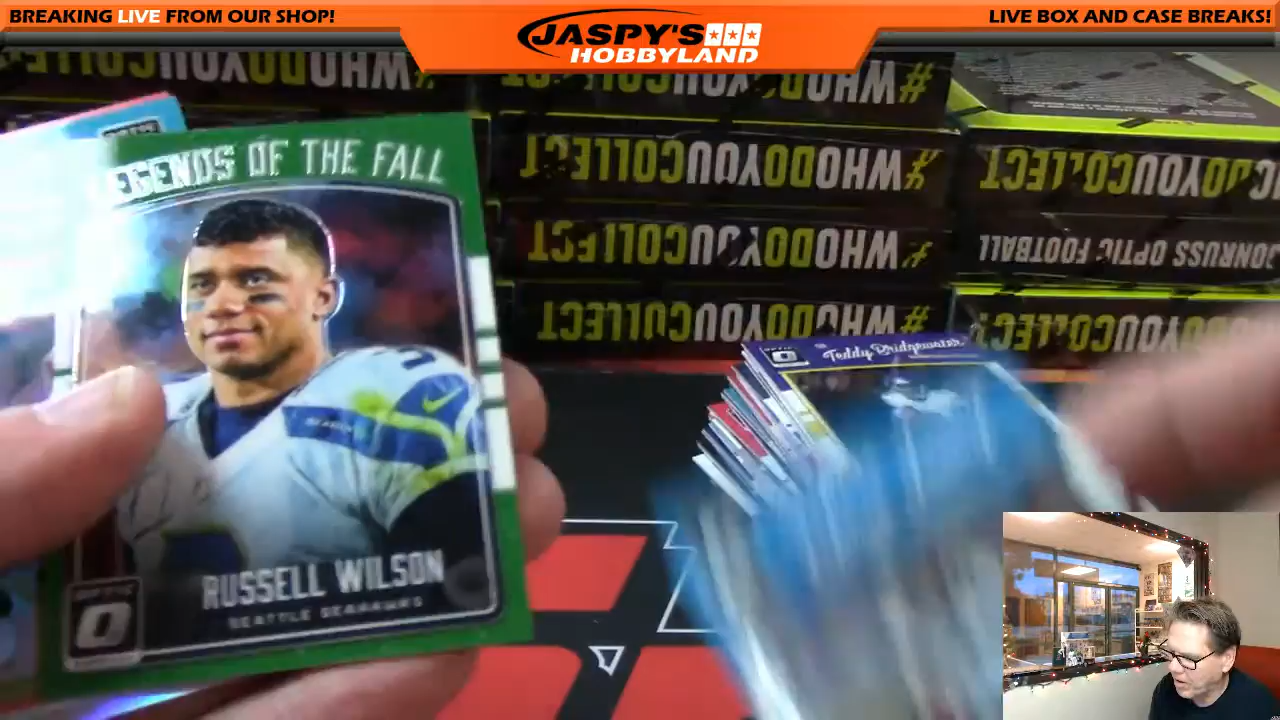 BREAKING LIVE FROM OUR SHOP!
JASPY'S
HOBBYLAND
LIVE BOX AND CASE BREAKS!
#WHODOYOUCOLLECT
#WHODOYOUCOLLECT
#WHODOYOUCOLLECT
DONRUSS OPTIC FOOTBALL
#WHODOYOUCOLLECT
#WHODOYOUCOLLECT
LEGENDS OF THE FALL
Teddy Bridgewater
RUSSELL WILSON
SEATTLE SEAHAWKS
OPTIC